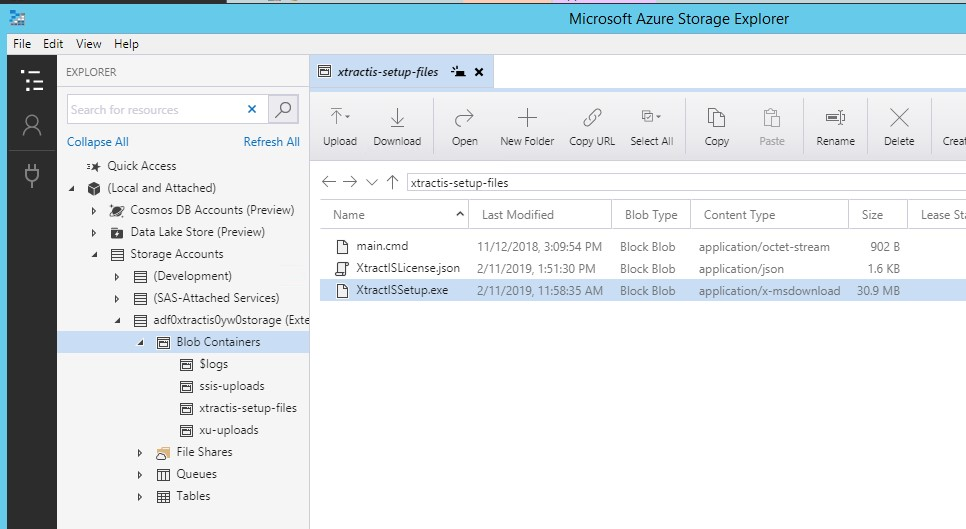 Microsoft Azure Storage Explorer
File Edit View Help
EXPLORER
Search for resources
Collapse All Refresh All
Quick Access
(Local and Attached)
Cosmos DB Accounts (Preview)
Data Lake Store (Preview)
Storage Accounts
(Development)
(SAS-Attached Services)
adf0xtractis0yw0storage (Exte
Blob Containers
$logs
ssis-uploads
xtractis-setup-files
xu-uploads
File Shares
Queues
Tables
xtractis-setup-files
Upload Download Open New Folder Copy URL Select All Copy Paste Rename Delete Creat
xtractis-setup-files
Name Last Modified Blob Type Content Type Size Lease Sta
main.cmd 11/12/2018, 3:09:54 PM Block Blob application/octet-stream 902 B
XtractISLicense.json 2/11/2019, 1:51:30 PM Block Blob application/json 1.6 KB
XtractISSetup.exe 2/11/2019, 11:58:35 AM Block Blob application/x-msdownload 30.9 MB